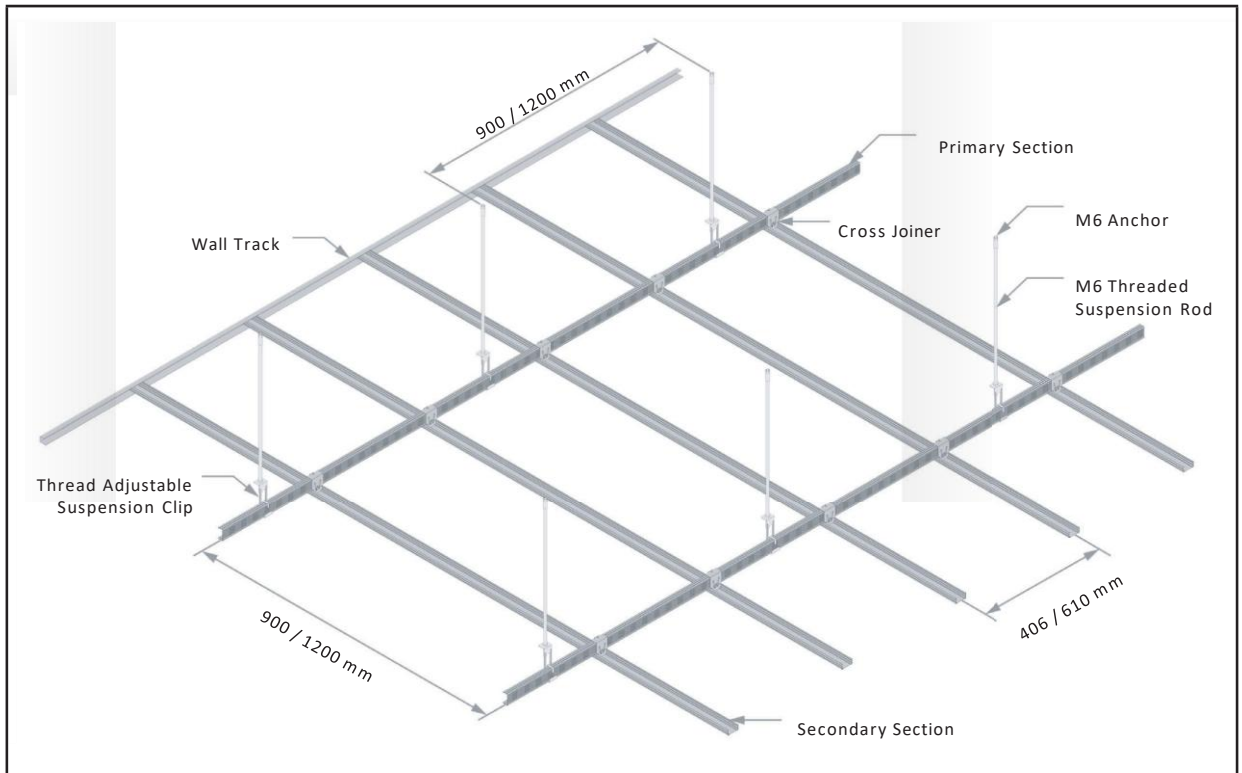 900 / 1200 mm
Primary Section
M6 Anchor
Cross Joiner
Wall Track
M6 Threaded
Suspension Rod
Thread Adjustable
Suspension Clip
900 / 1200 mm
406 / 610 mm
Secondary Section